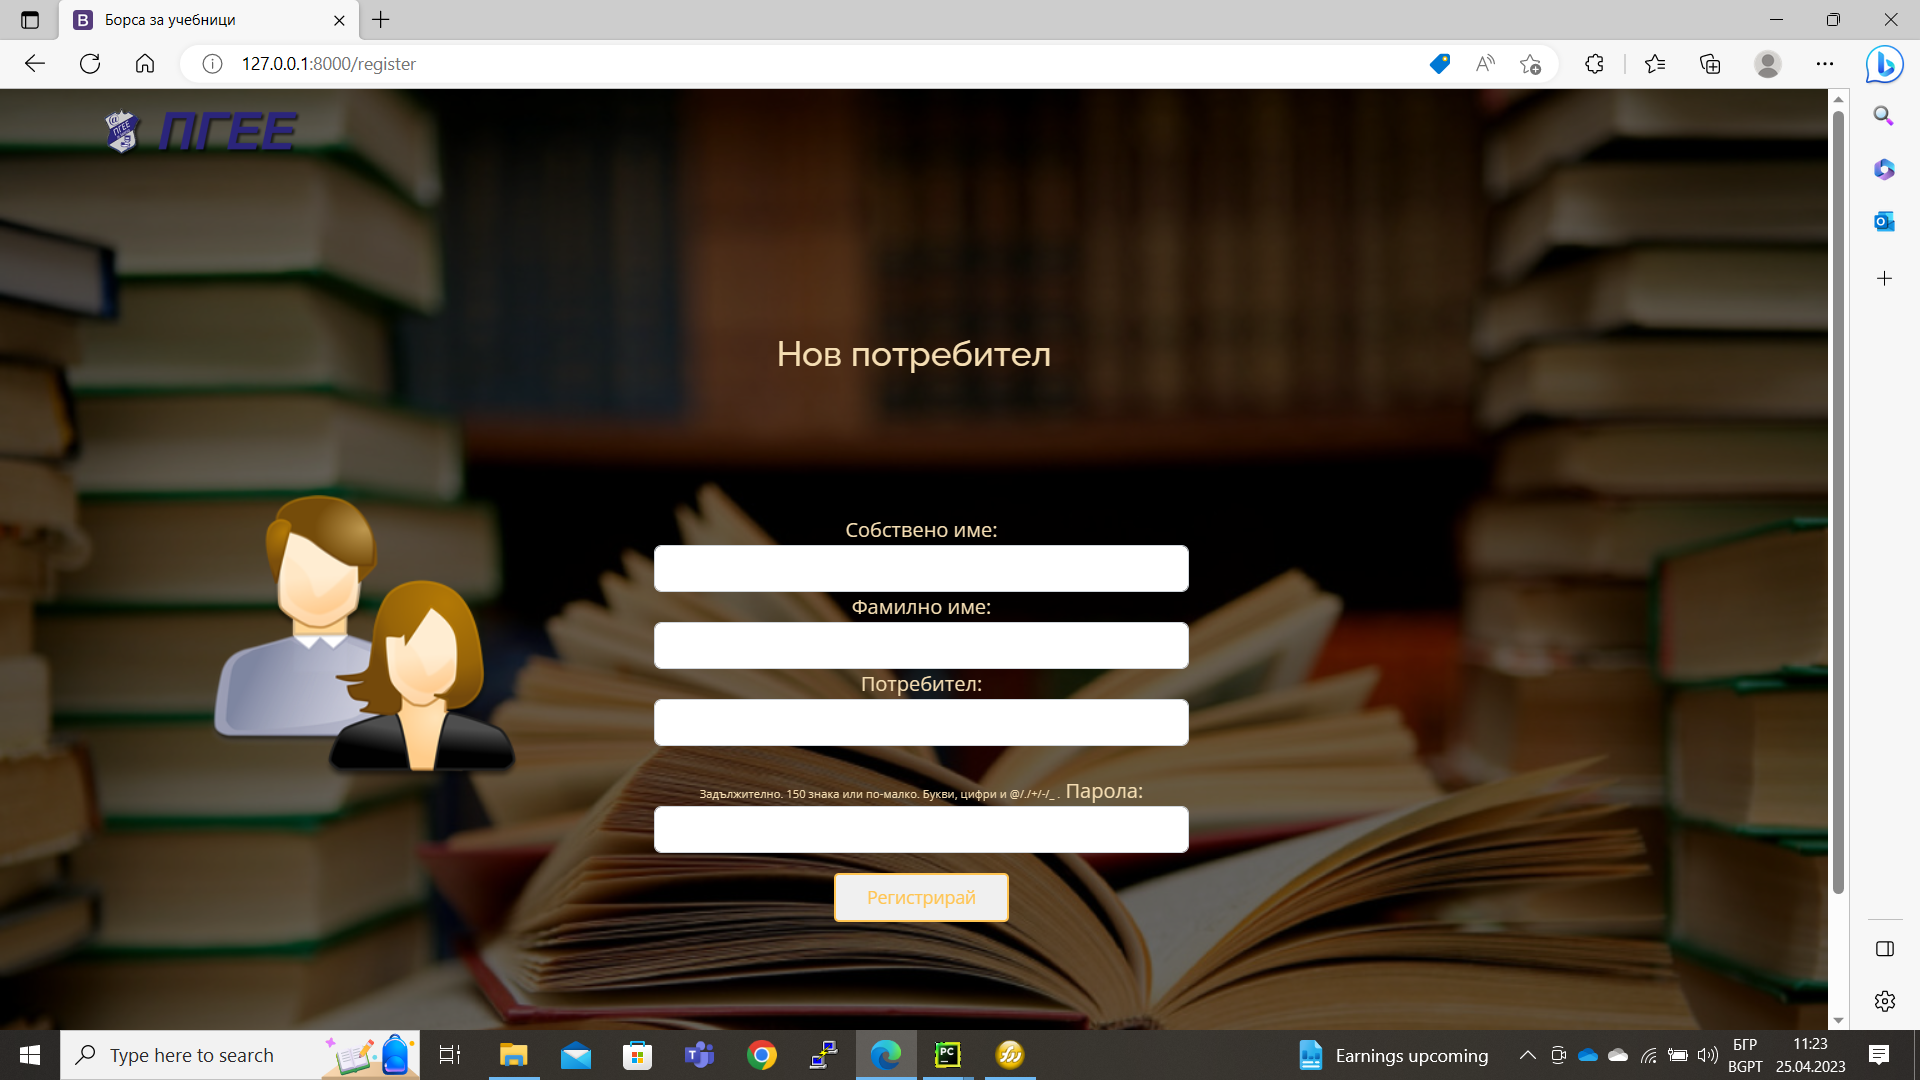 Борса за учебници
127.0.0.1:8000/register
ПГЕЕ
ПГЕЕ
Нов потребител
Собствено име:
Фамилно име:
Потребител:
Задължително. 150 знака или по-малко. Букви, цифри и @/./+/-/_ . Парола:
Регистрирай
Type here to search
Earnings upcoming
БГР
BGPT
11:23
25.04.2023